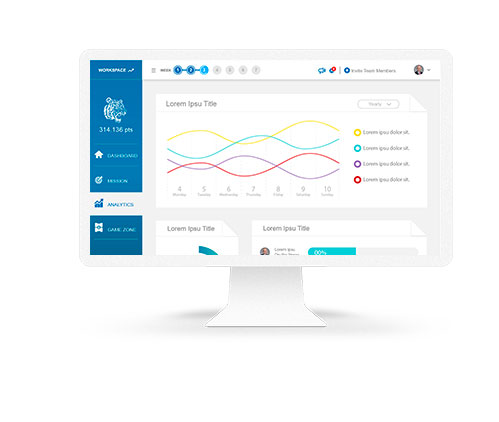 WORKSPACE
WEEK 1 2 3 4 5 6 7
Invite Team Members
314.136 pts
DASHBOARD
MISSION
ANALYTICS
GAME ZONE
Lorem Ipsu Title
Yearly
Lorem ipsu dolor sit.
Lorem ipsu dolor sit.
Lorem ipsu dolor sit.
Lorem ipsu dolor sit.
4 5 6 7 8 9 10
Monday Tuesday Wednesday Thursday Friday Saturday Sunday
Lorem Ipsu Title
Lorem Ipsu Title
Lorem Ipsu